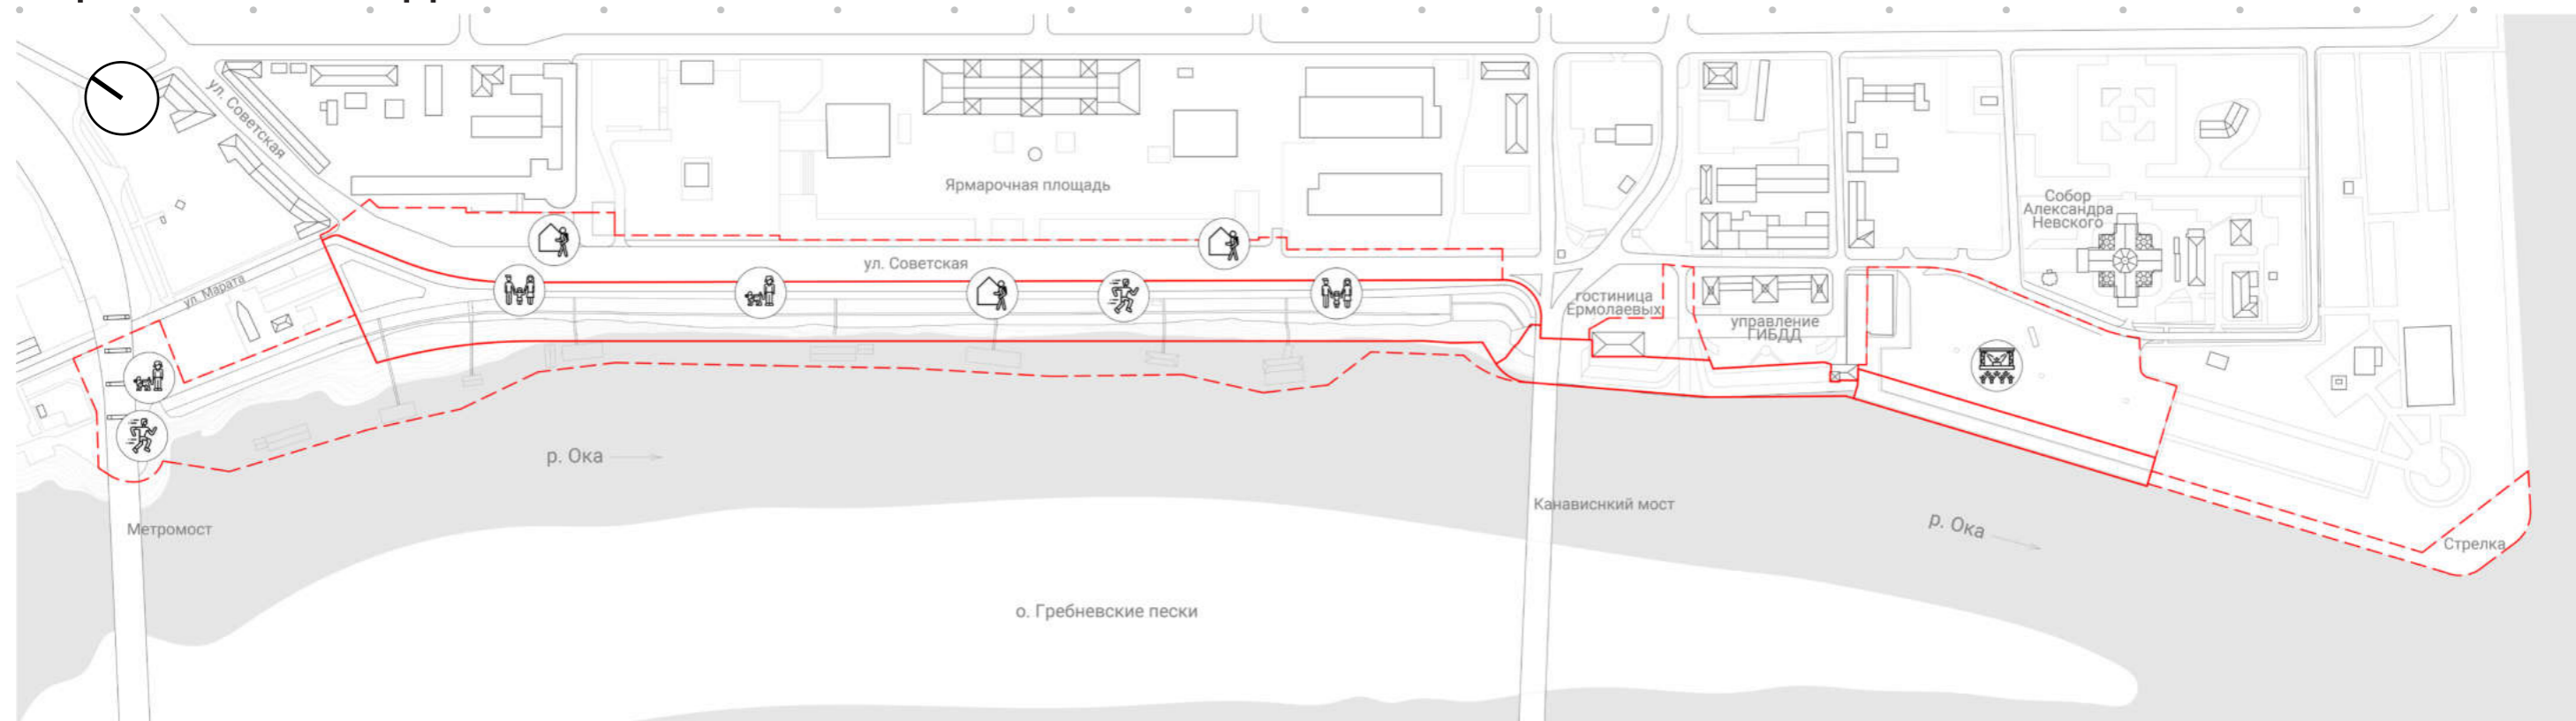 ул. Советская
Ярмарочная площадь
Собор
Александра
Невского
ул. Советская
ул. Марата
гостиница
Ермолаевых
управление
ГИБДД
р. Ока
Метромост
Канависнкий мост
р. Ока
Стрелка
о. Гребневские пески